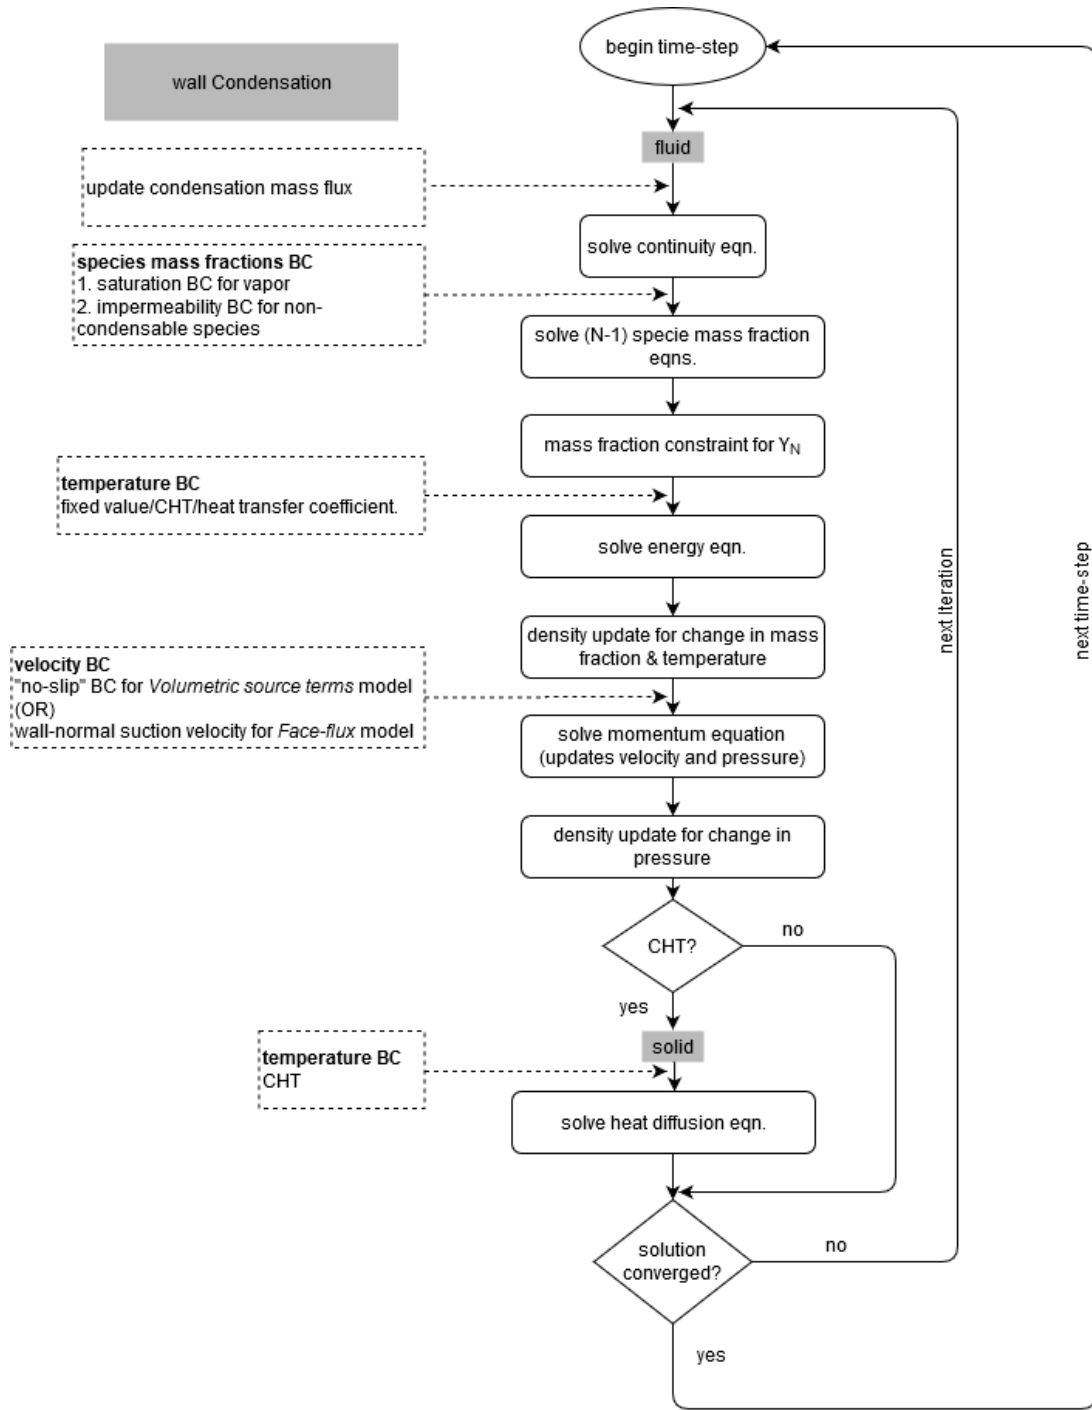 begin time-step
wall Condensation
fluid
update condensation mass flux
solve continuity eqn.
species mass fractions BC
1. saturation BC for vapor
2. impermeability BC for non-
condensable species
solve (N-1) specie mass fraction
eqns.
mass fraction constraint for Y_N
temperature BC
fixed value/CHT/heat transfer coefficient.
solve energy eqn.
next Iteration
next time-step
density update for change in mass
fraction & temperature
velocity BC
"no-slip" BC for Volumetric source terms model
(OR)
wall-normal suction velocity for Face-flux model
solve momentum equation
(updates velocity and pressure)
density update for change in
pressure
CHT?
no
yes
solid
temperature BC
CHT
solve heat diffusion eqn.
solution
converged?
no
yes